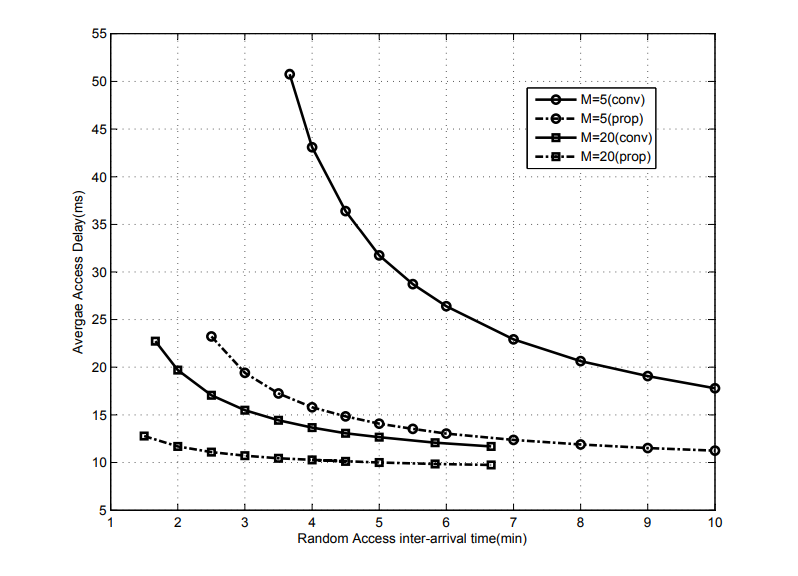 55
50
45
40
35
30
25
20
15
10
5
Avergae Access Delay(ms)
M=5(conv)
M=5(prop)
M=20(conv)
M=20(prop)
1 2 3 4 5 6 7 8 9 10
Random Access inter-arrival time(min)